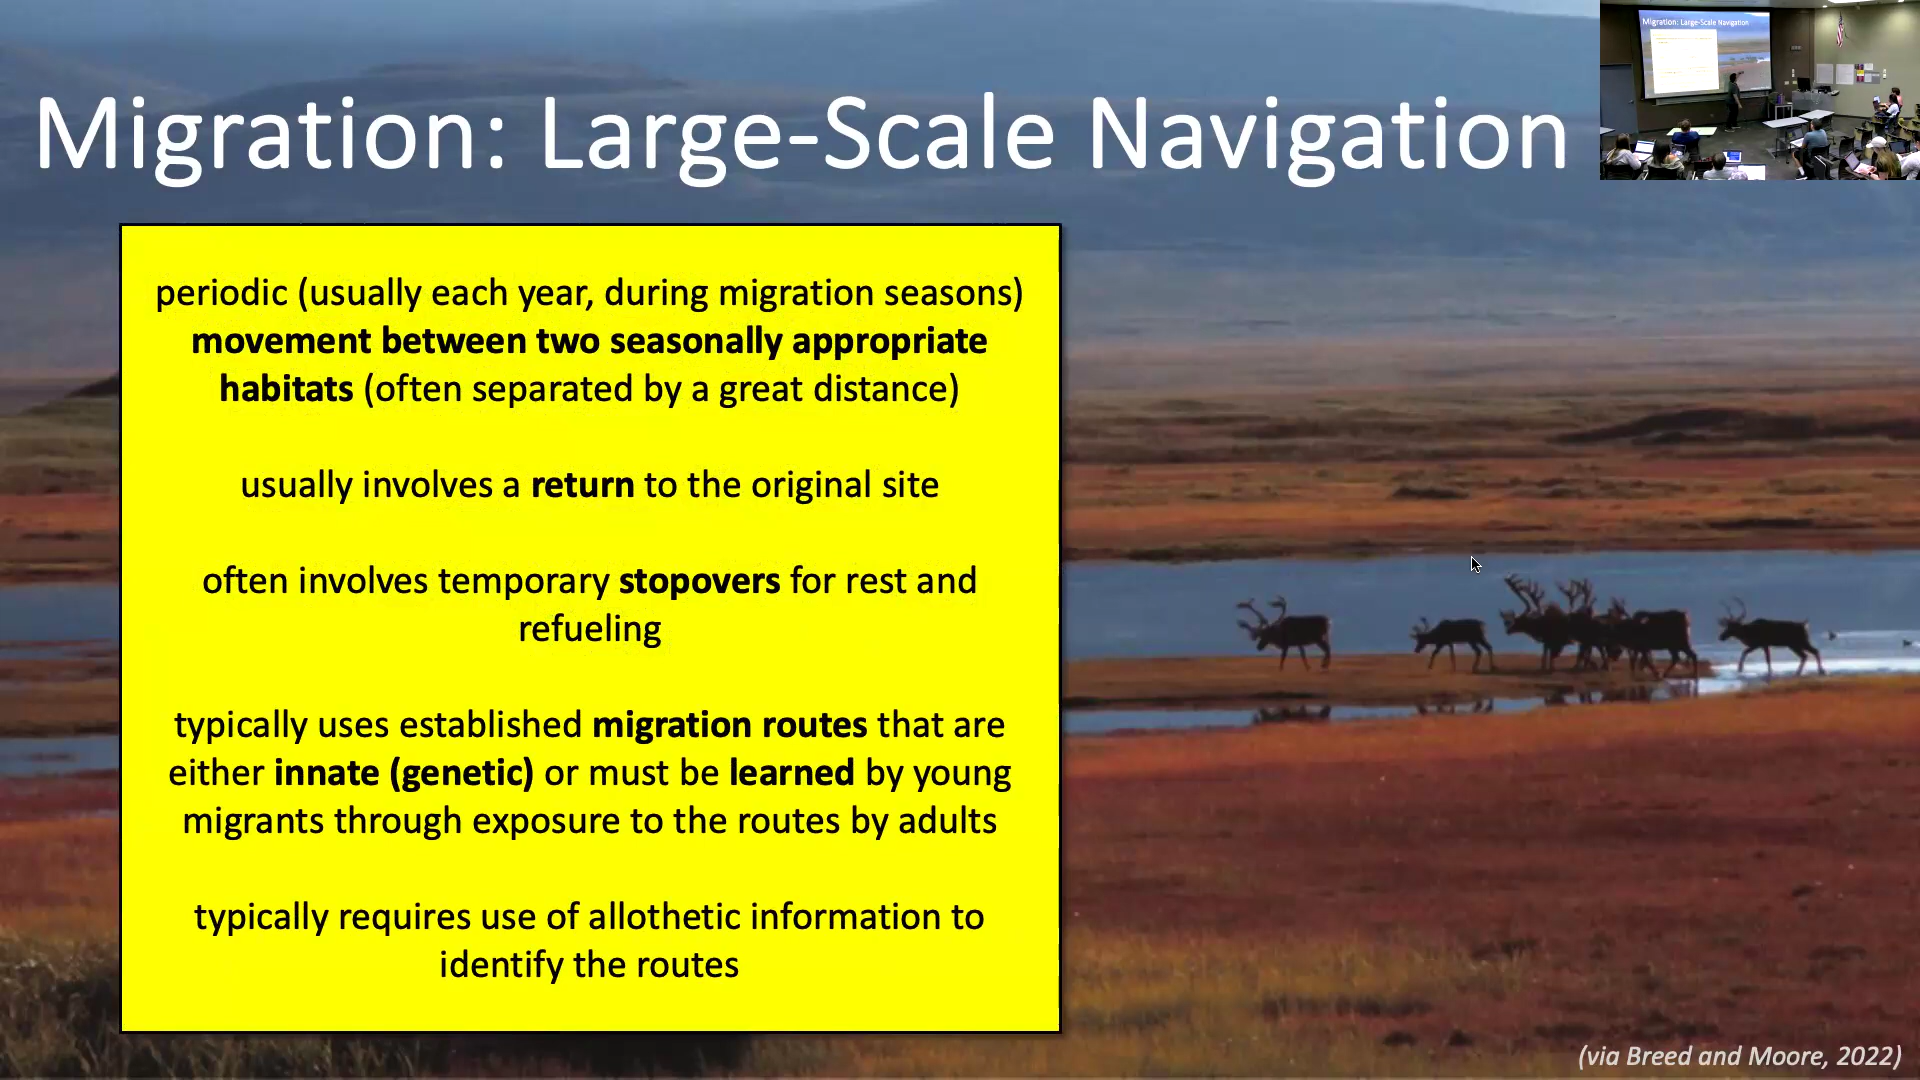 Migration: Large-Scale Navigation
Migration: Large-Scale Navigation
periodic (usually each year, during migration seasons)
movement between two seasonally appropriate
habitats (often separated by a great distance)
usually involves a return to the original site
often involves temporary stopovers for rest and
refueling
typically uses established migration routes that are
either innate (genetic) or must be learned by young
migrants through exposure to the routes by adults
typically requires use of allothetic information to
identify the routes
(via Breed and Moore, 2022)